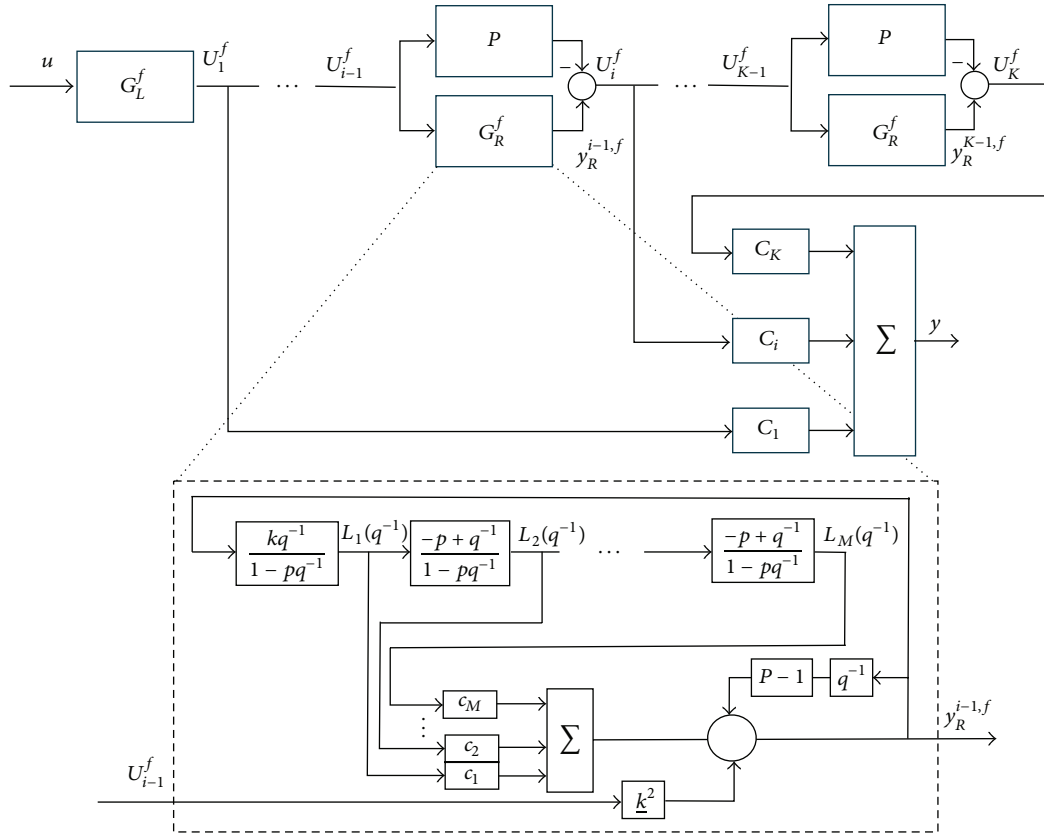 u
G_L^f
U_1^f
⋯
U_{i−1}^f
P
G_R^f
−
U_i^f
y_R^{i−1,f}
⋯
U_{K−1}^f
P
G_R^f
−
U_K^f
y_R^{K−1,f}
C_K
C_i
C_1
∑
y
kq^{−1} / 1 − pq^{−1}
L_1(q^{−1})
−p + q^{−1} / 1 − pq^{−1}
L_2(q^{−1})
⋯
−p + q^{−1} / 1 − pq^{−1}
L_M(q^{−1})
P − 1
q^{−1}
c_M
⋮
c_2
c_1
∑
y_R^{i−1,f}
U_{i−1}^f
k̲^2